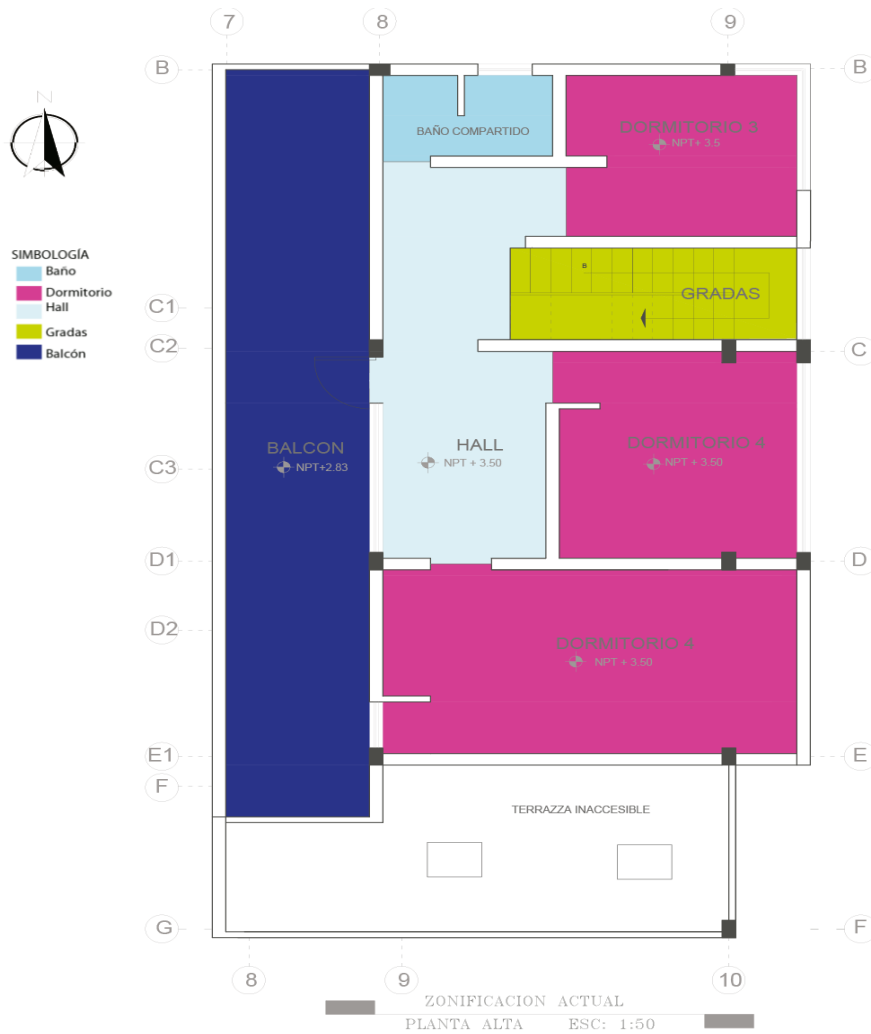 7 8 9
B B
N
BAÑO COMPARTIDO
DORMITORIO 3
NPT+ 3.5
SIMBOLOGÍA
Baño
Dormitorio
Hall
Gradas
Balcón
B
GRADAS
C1
C2 C
BALCON
NPT+2.83
HALL
NPT + 3.50
DORMITORIO 4
NPT + 3.50
C3
D1 D
D2
DORMITORIO 4
NPT + 3.50
E1 E
F
TERRAZZA INACCESIBLE
G F
8 9 10
ZONIFICACION ACTUAL
PLANTA ALTA ESC: 1:50